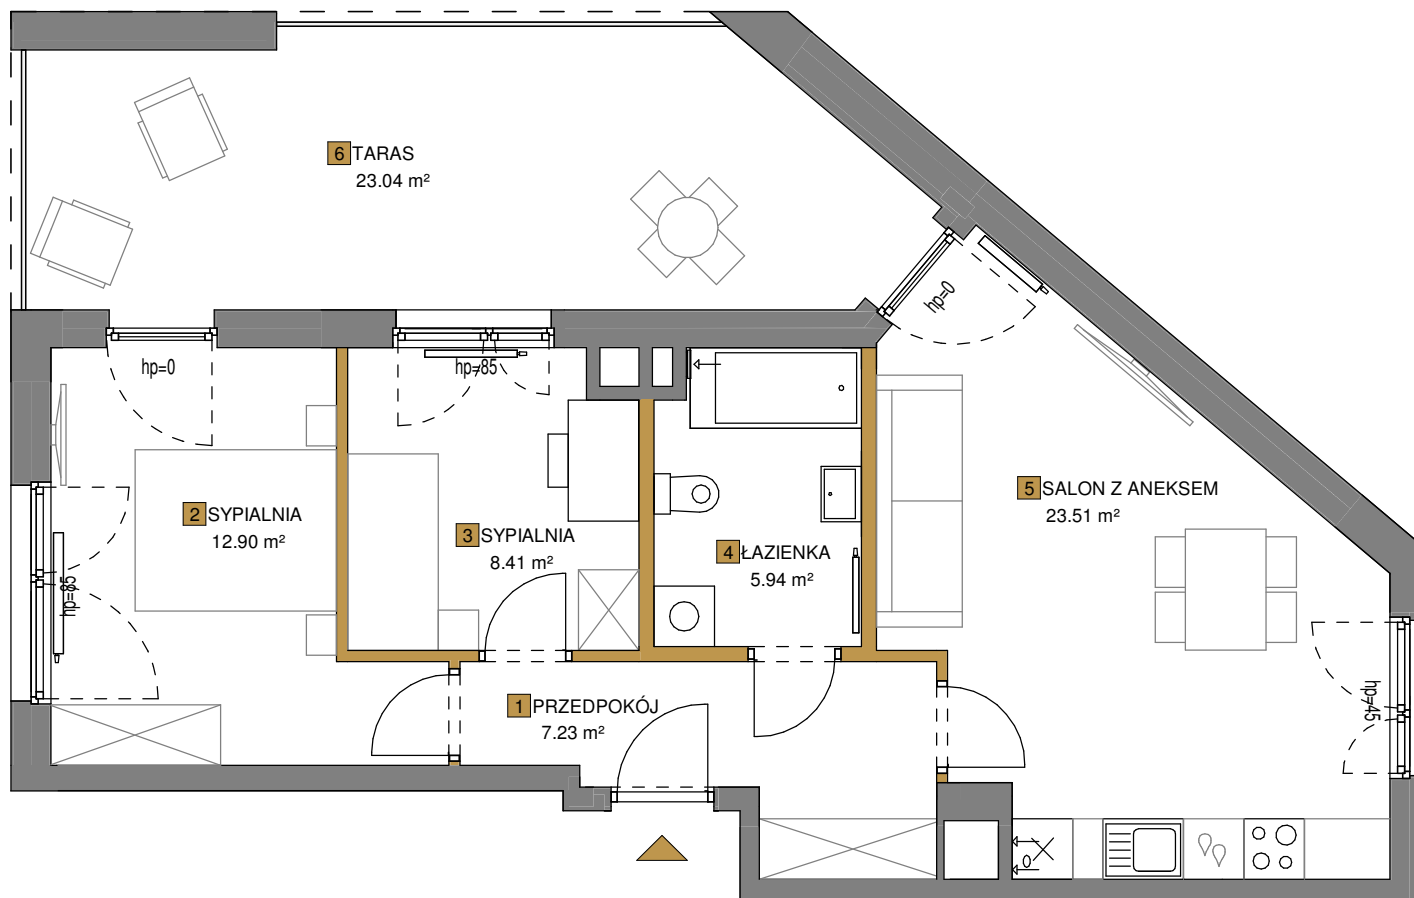 6 TARAS
23.04 m²
hp=0
hp=0
hp=85
5 SALON Z ANEKSEM
23.51 m²
2 SYPIALNIA
12.90 m²
3 SYPIALNIA
8.41 m²
4 ŁAZIENKA
5.94 m²
hp=85
1 PRZEDPOKÓJ
7.23 m²
hp=45
0